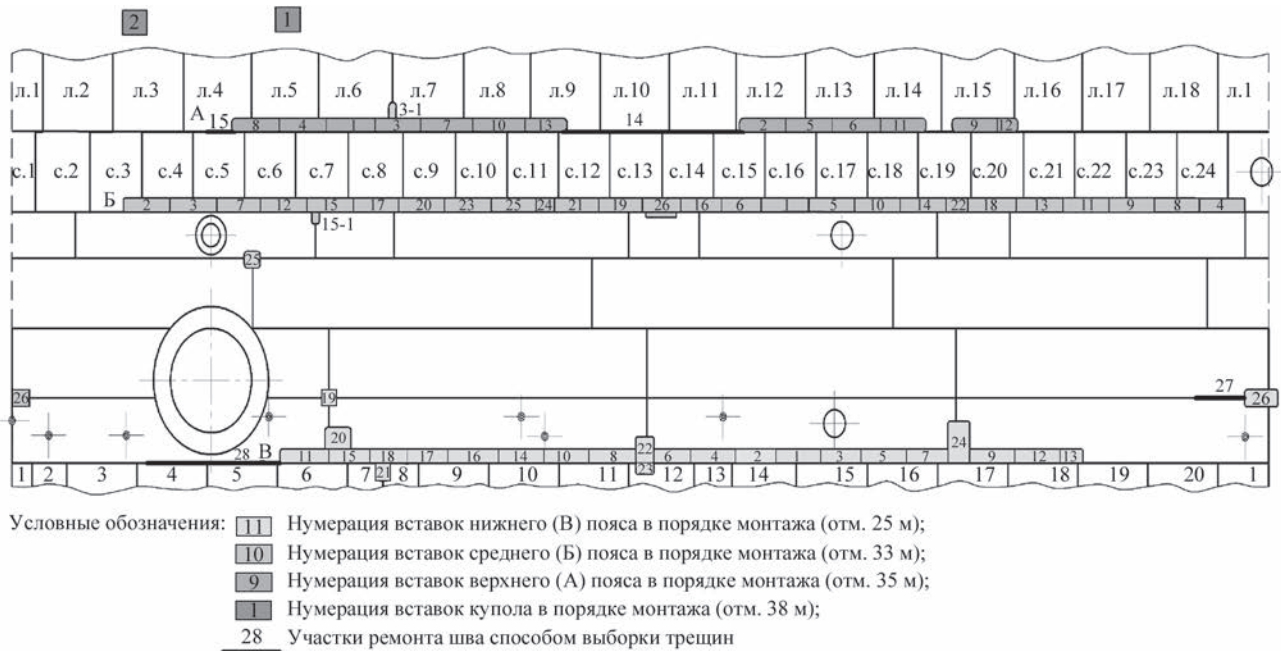 2 1
л.1 л.2 л.3 л.4 л.5 л.6 л.7 л.8 л.9 л.10 л.11 л.12 л.13 л.14 л.15 л.16 л.17 л.18 л.1
А 15 3-1 14
8 4 1 3 7 10 13 2 5 6 11 9 12
с.1 с.2 с.3 с.4 с.5 с.6 с.7 с.8 с.9 с.10 с.11 с.12 с.13 с.14 с.15 с.16 с.17 с.18 с.19 с.20 с.21 с.22 с.23 с.24
Б 2 3 7 12 15 17 20 23 25 24 21 19 26 16 6 1 5 10 14 22 18 13 11 9 8 4
15-1
25
26 19 27 26
20 22 24
28 В 11 15 18 17 16 14 10 8 6 4 2 1 3 5 7 9 12 13
21 23
1 2 3 4 5 6 7 8 9 10 11 12 13 14 15 16 17 18 19 20 1
Условные обозначения: 11 Нумерация вставок нижнего (В) пояса в порядке монтажа (отм. 25 м);
10 Нумерация вставок среднего (Б) пояса в порядке монтажа (отм. 33 м);
9 Нумерация вставок верхнего (А) пояса в порядке монтажа (отм. 35 м);
1 Нумерация вставок купола в порядке монтажа (отм. 38 м);
28 Участки ремонта шва способом выборки трещин